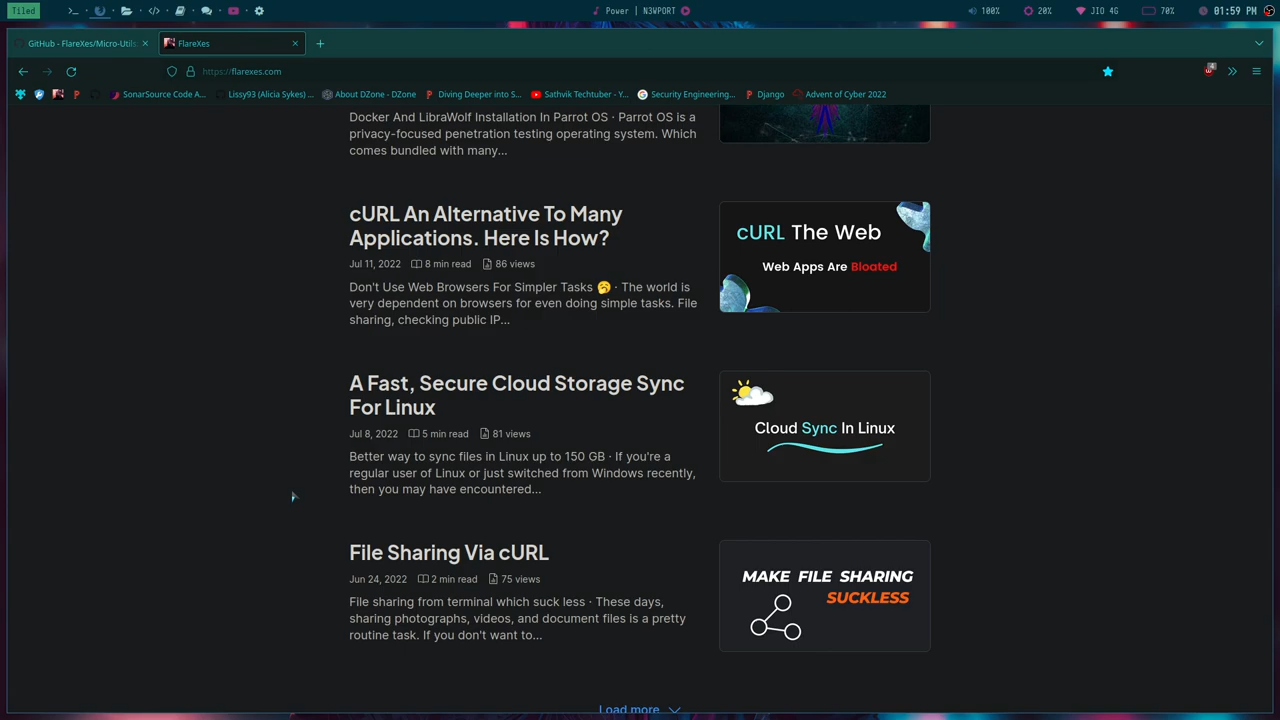 Tiled
Power | N3WPORT
100%
20%
JIO 4G
70%
01:59 PM
GitHub - FlareXes/Micro-Utils
FlareXes
https://flarexes.com
4
SonarSource Code A...
Lissy93 (Alicia Sykes) ...
About DZone - DZone
Diving Deeper into S...
Sathvik Techtuber - Y...
Security Engineering...
Django
Advent of Cyber 2022
Docker And LibraWolf Installation In Parrot OS · Parrot OS is a
privacy-focused penetration testing operating system. Which
comes bundled with many...
cURL An Alternative To Many
Applications. Here Is How?
Jul 11, 2022 8 min read 86 views
Don't Use Web Browsers For Simpler Tasks 🥱 · The world is
very dependent on browsers for even doing simple tasks. File
sharing, checking public IP...
cURL The Web
Web Apps Are Bloated
A Fast, Secure Cloud Storage Sync
For Linux
Jul 8, 2022 5 min read 81 views
Better way to sync files in Linux up to 150 GB · If you're a
regular user of Linux or just switched from Windows recently,
then you may have encountered...
Cloud Sync In Linux
File Sharing Via cURL
Jun 24, 2022 2 min read 75 views
File sharing from terminal which suck less · These days,
sharing photographs, videos, and document files is a pretty
routine task. If you don't want to...
MAKE FILE SHARING
SUCKLESS
Load more